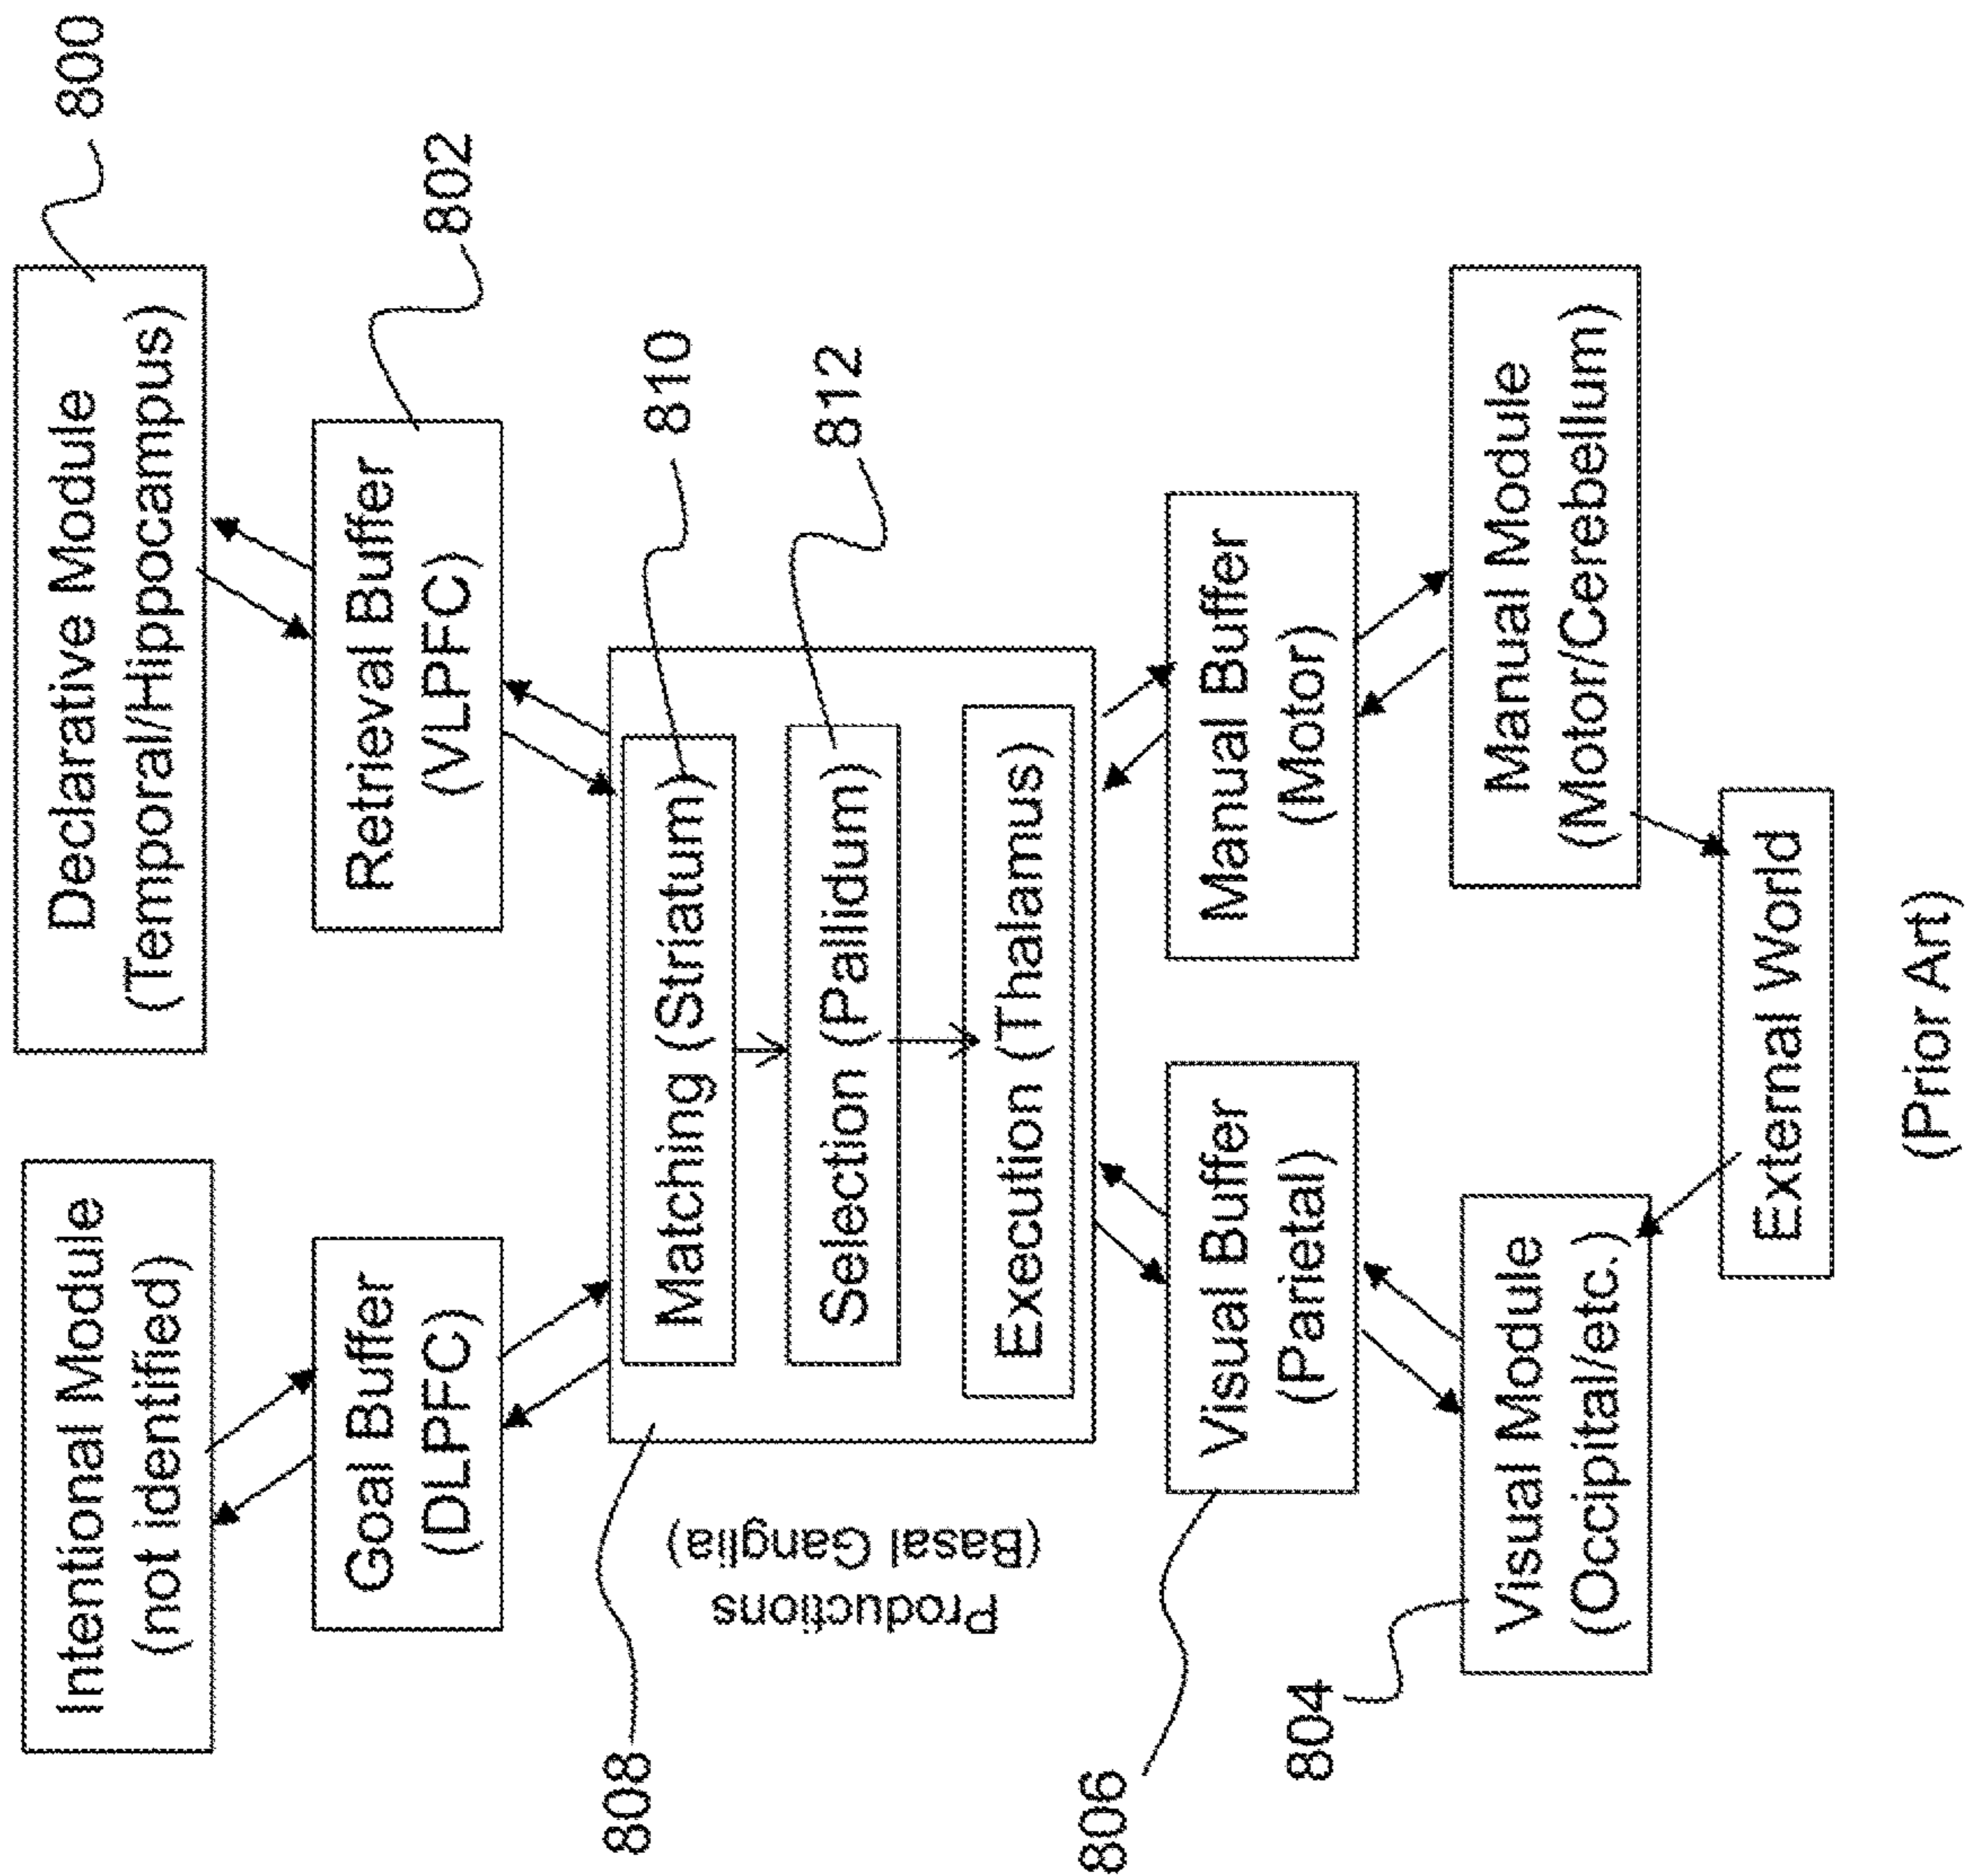 Intentional Module
(not identified)
Declarative Module
(Temporal/Hippocampus)
800
Goal Buffer
(DLPFC)
Retrieval Buffer
(VLPFC)
802
808
Productions
(Basal Ganglia)
Matching (Striatum)
810
Selection (Pallidum)
812
Execution (Thalamus)
806
Visual Buffer
(Parietal)
Manual Buffer
(Motor)
804
Visual Module
(Occipital/etc.)
Manual Module
(Motor/Cerebellum)
External World
(Prior Art)